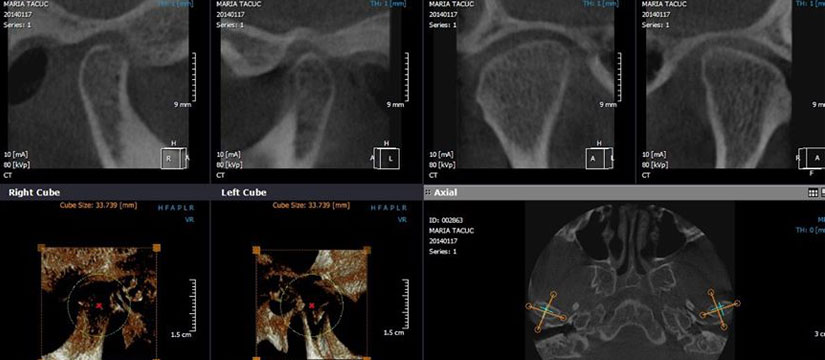 MARIA TACUC
20140117
Series: 1
TH: 1 [mm]
9 mm
10 [mA]
80 [kVp]
CT
H
R
A
MARIA TACUC
20140117
Series: 1
TH: 1 [mm]
9 mm
10 [mA]
80 [kVp]
CT
H
A
L
MARIA TACUC
20140117
Series: 1
TH: 1 [mm]
9 mm
10 [mA]
80 [kVp]
CT
H
A
L
MARIA TACUC
20140117
Series: 1
9 mm
10 [mA]
80 [kVp]
CT
H
R
A
F
Right Cube
Cube Size: 33.739 [mm]
H F A P L R
VR
1.5 cm
Left Cube
Cube Size: 33.739 [mm]
H F A P L R
VR
1.5 cm
Axial
ID: 002863
MARIA TACUC
20140117
Series: 1
TH: 0 [m
3 c